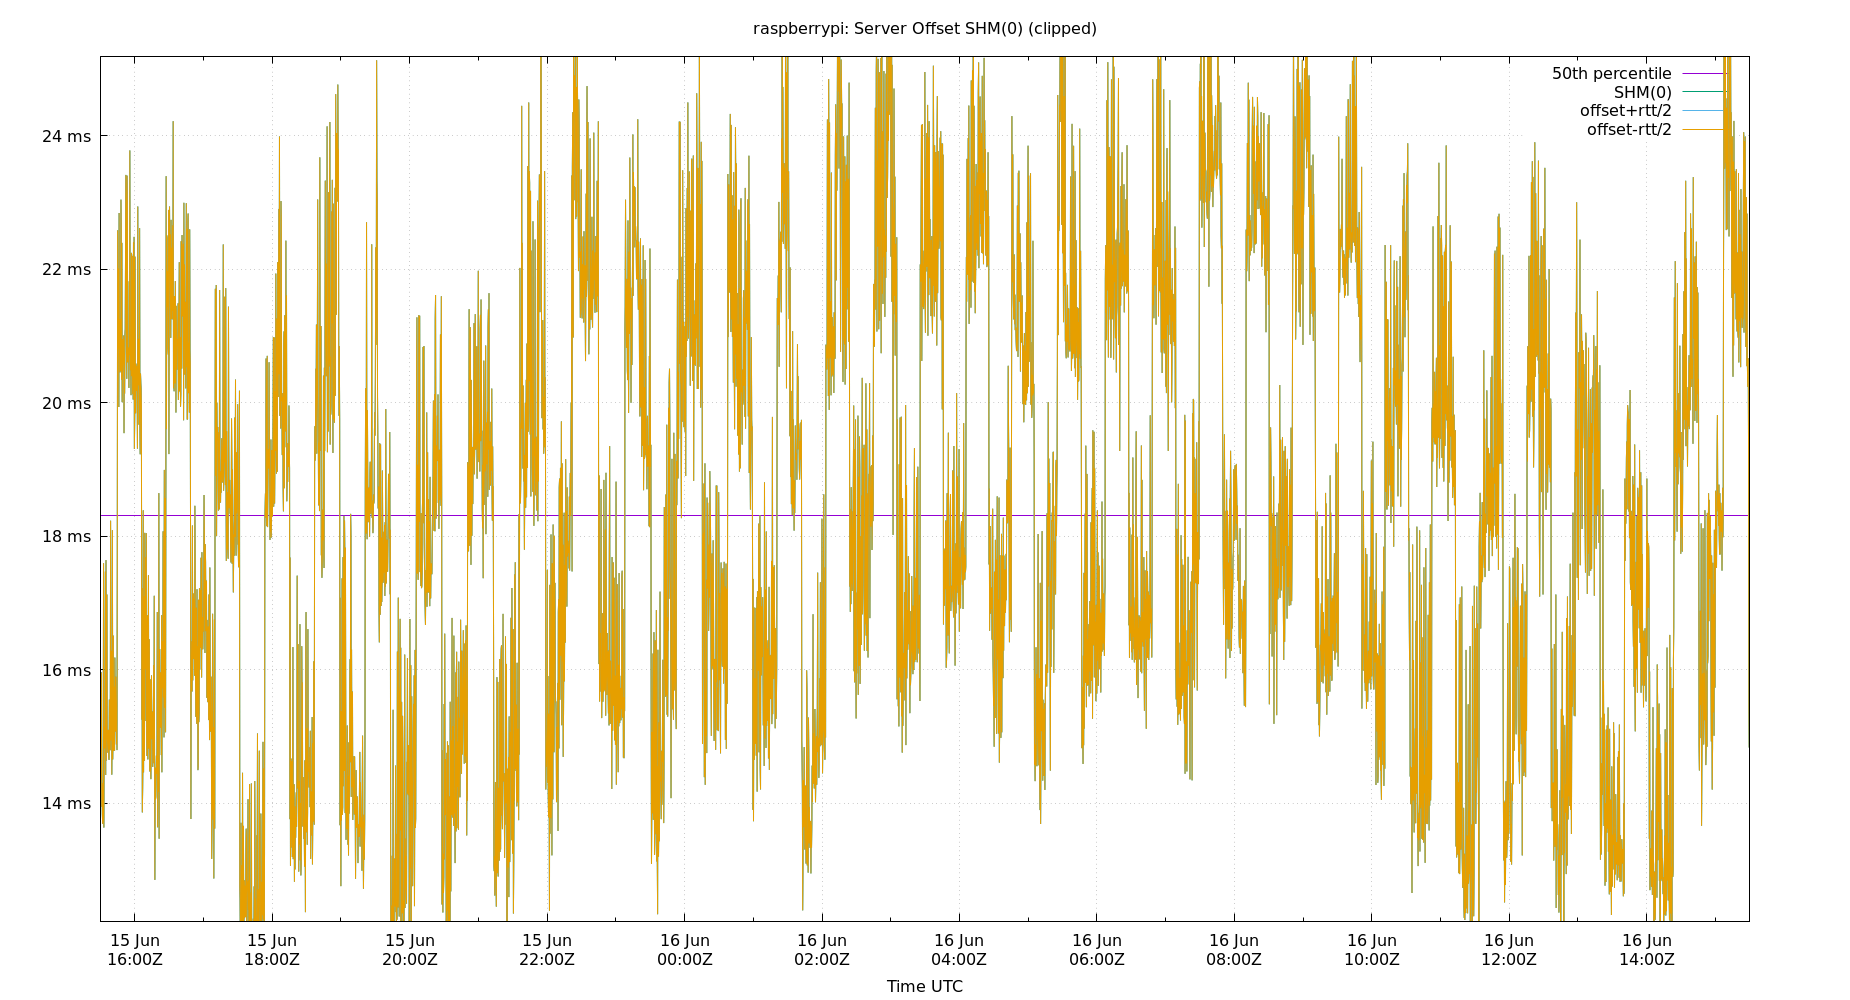 raspberrypi: Server Offset SHM(0) (clipped)
50th percentile
SHM(0)
offset+rtt/2
offset-rtt/2
24 ms
22 ms
20 ms
18 ms
16 ms
14 ms
15 Jun 15 Jun 15 Jun 15 Jun 16 Jun 16 Jun 16 Jun 16 Jun 16 Jun 16 Jun 16 Jun 16 Jun
16:00Z 18:00Z 20:00Z 22:00Z 00:00Z 02:00Z 04:00Z 06:00Z 08:00Z 10:00Z 12:00Z 14:00Z
Time UTC